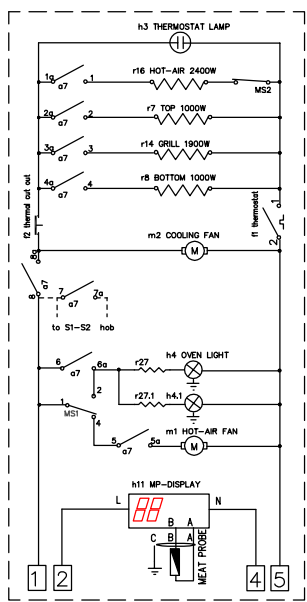 h3 THERMOSTAT LAMP
r16 HOT-AIR 2400W
1a 1
a7
MS2
r7 TOP 1000W
2a 2
a7
r14 GRILL 1900W
3a 3
a7
r8 BOTTOM 1000W
4a 4
a7
f2 thermal cut out
f1 thermostat
1
2
m2 COOLING FAN
M
8a
a7
8
7 7a
a7
to S1-S2 hob
6 6a
a7
r27 h4 OVEN LIGHT
2
r27.1 h4.1
1
MS1
4
m1 HOT-AIR FAN
5 5a
a7
M
h11 MP-DISPLAY
L 88 N
B A
C B A
MEAT PROBE
1 2 4 5